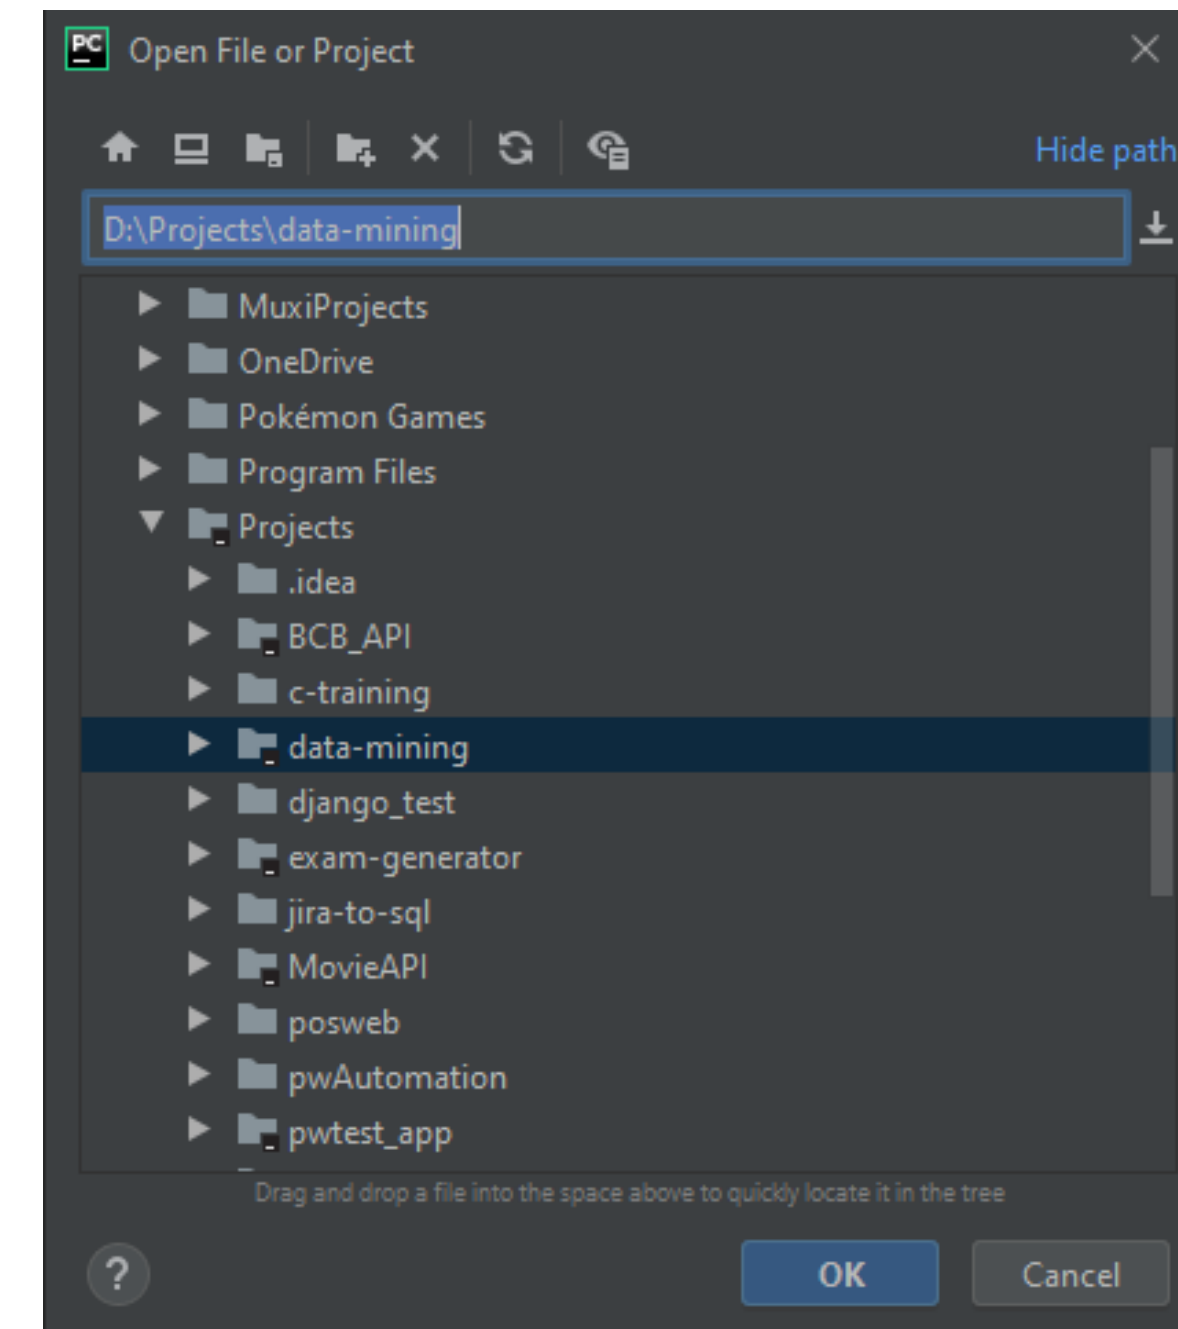 PC Open File or Project
Hide path
D:\Projects\data-mining
MuxiProjects
OneDrive
Pokémon Games
Program Files
Projects
.idea
BCB_API
c-training
data-mining
django_test
exam-generator
jira-to-sql
MovieAPI
posweb
pwAutomation
pwtest_app
Drag and drop a file into the space above to quickly locate it in the tree
? OK Cancel